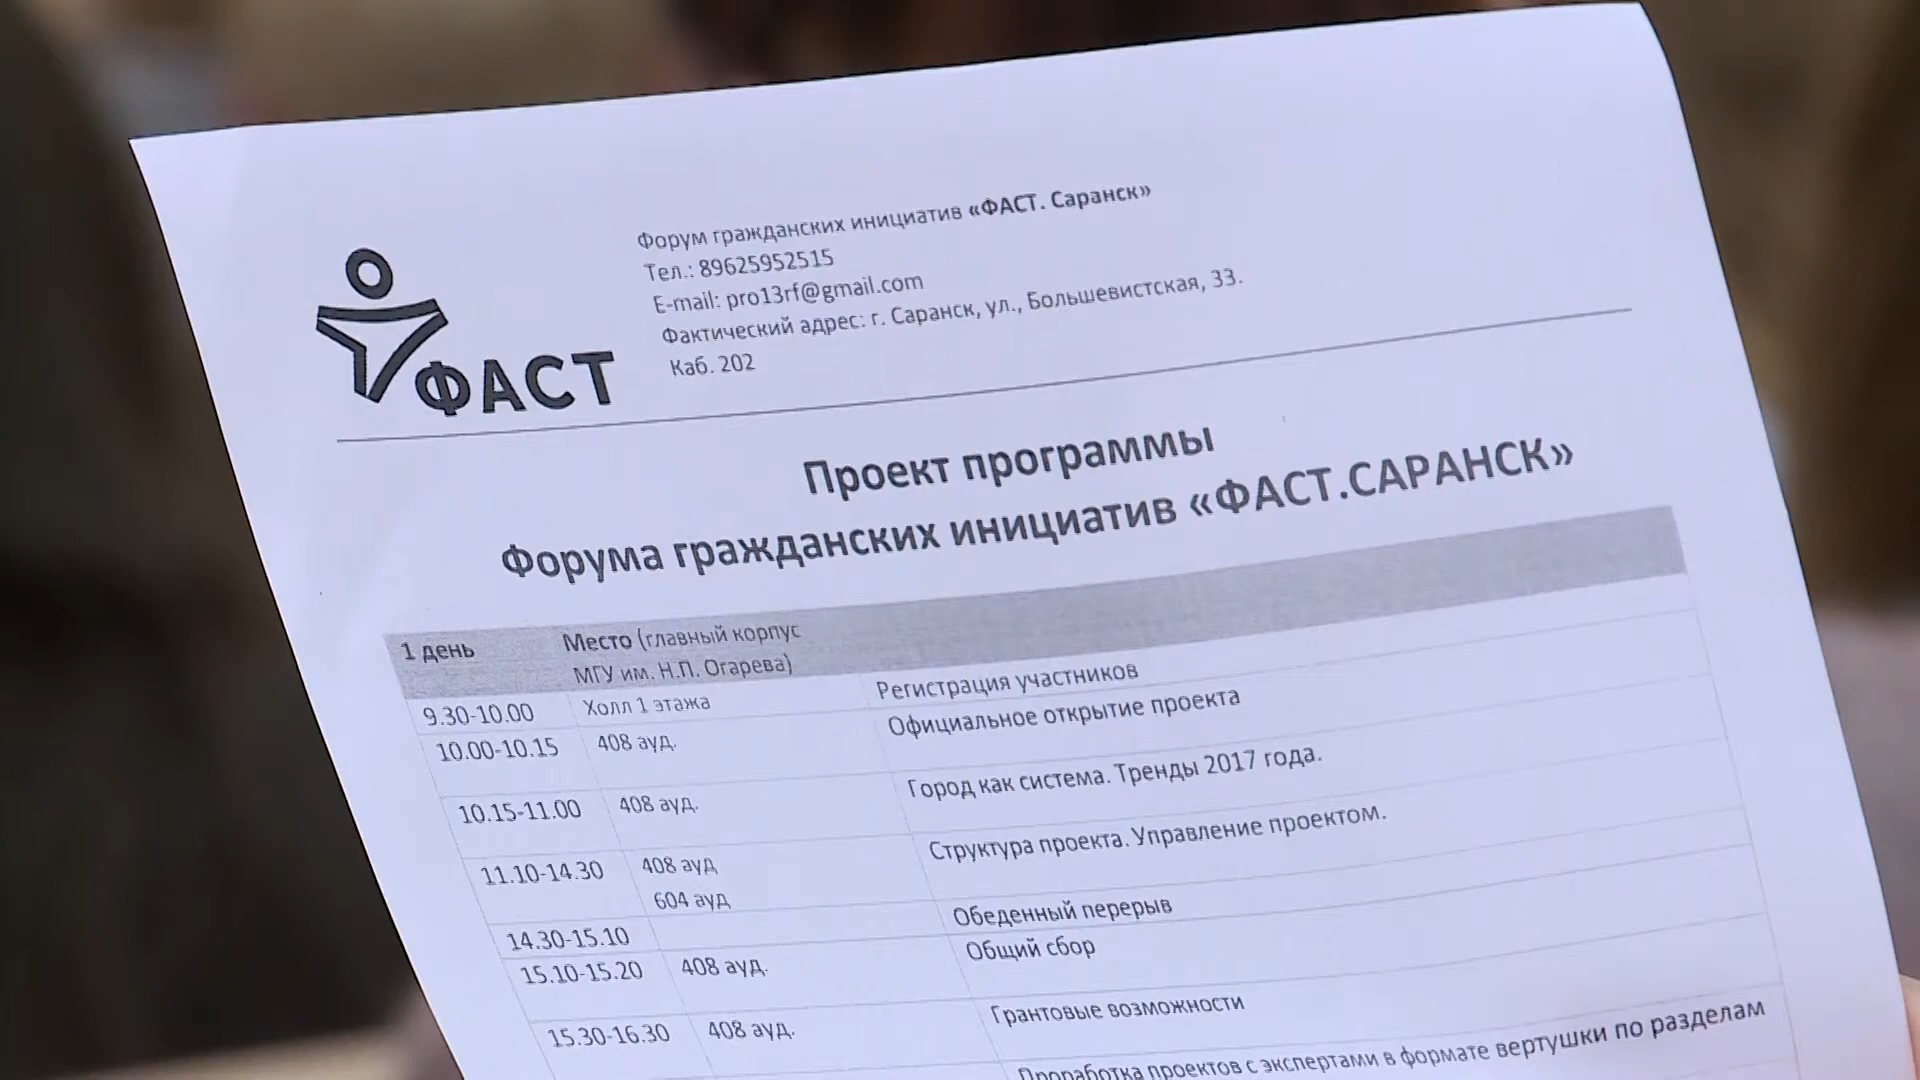 ФАСТ
Форум гражданских инициатив «ФАСТ. Саранск»
Тел.: 89625952515
E-mail: pro13rf@gmail.com
Фактический адрес: г. Саранск, ул., Большевистская, 33.
Каб. 202
Проект программы
Форума гражданских инициатив «ФАСТ.САРАНСК»
1 день Место (главный корпус
МГУ им. Н.П. Огарева)
9.30-10.00 Холл 1 этажа Регистрация участников
10.00-10.15 408 ауд. Официальное открытие проекта
10.15-11.00 408 ауд. Город как система. Тренды 2017 года.
11.10-14.30 408 ауд Структура проекта. Управление проектом.
604 ауд
14.30-15.10 Обеденный перерыв
15.10-15.20 408 ауд. Общий сбор
15.30-16.30 408 ауд. Грантовые возможности
Проработка проектов с экспертами в формате вертушки по разделам